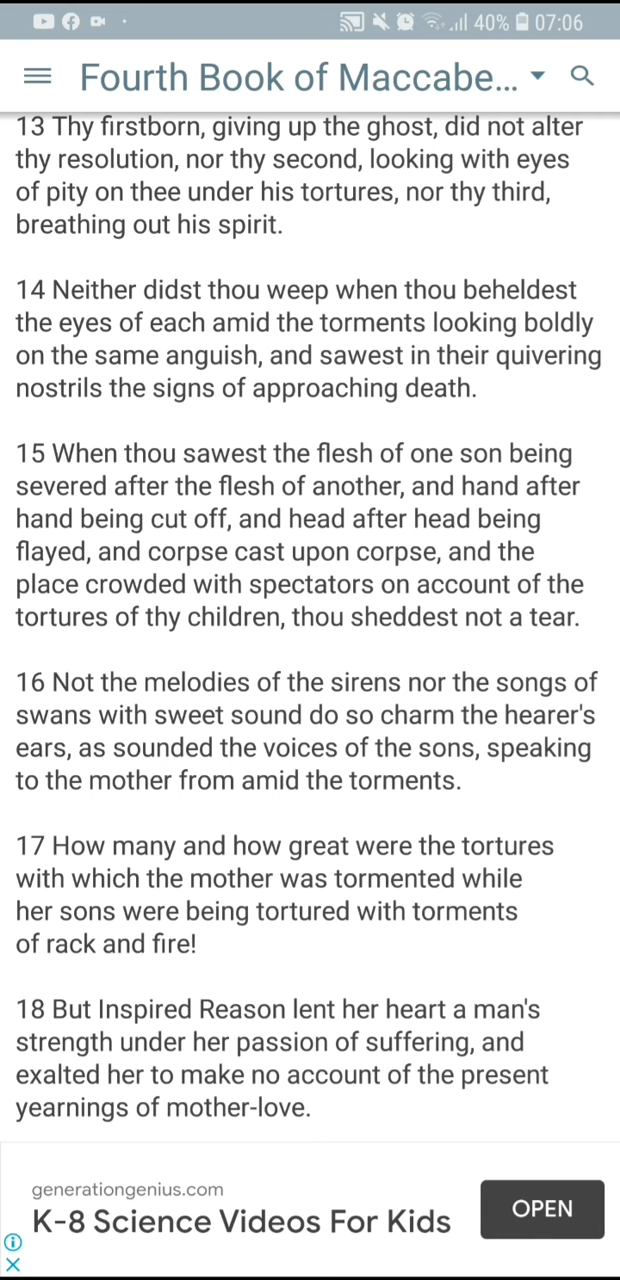 40% 07:06
Fourth Book of Maccabe...
13 Thy firstborn, giving up the ghost, did not alter
thy resolution, nor thy second, looking with eyes
of pity on thee under his tortures, nor thy third,
breathing out his spirit.
14 Neither didst thou weep when thou beheldest
the eyes of each amid the torments looking boldly
on the same anguish, and sawest in their quivering
nostrils the signs of approaching death.
15 When thou sawest the flesh of one son being
severed after the flesh of another, and hand after
hand being cut off, and head after head being
flayed, and corpse cast upon corpse, and the
place crowded with spectators on account of the
tortures of thy children, thou sheddest not a tear.
16 Not the melodies of the sirens nor the songs of
swans with sweet sound do so charm the hearer's
ears, as sounded the voices of the sons, speaking
to the mother from amid the torments.
17 How many and how great were the tortures
with which the mother was tormented while
her sons were being tortured with torments
of rack and fire!
18 But Inspired Reason lent her heart a man's
strength under her passion of suffering, and
exalted her to make no account of the present
yearnings of mother-love.
generationgenius.com
K-8 Science Videos For Kids
OPEN